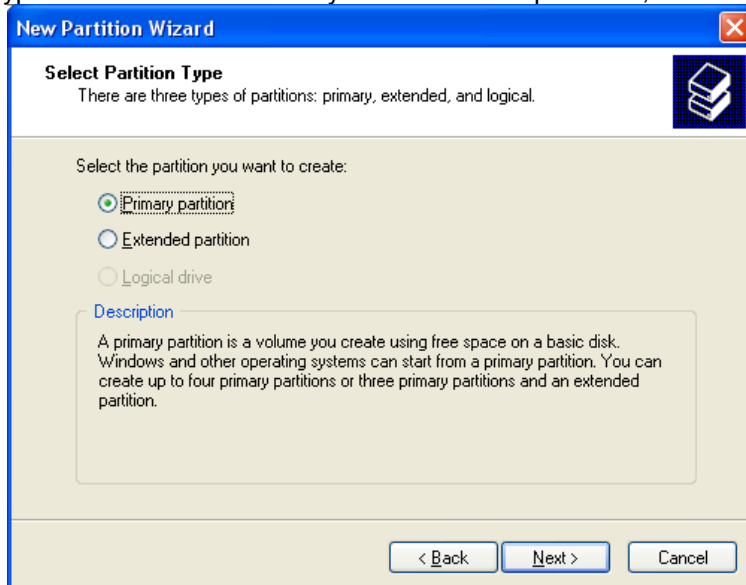 New Partition Wizard
Select Partition Type
There are three types of partitions: primary, extended, and logical.
Select the partition you want to create:
Primary partition
Extended partition
Logical drive
Description
A primary partition is a volume you create using free space on a basic disk.
Windows and other operating systems can start from a primary partition. You can
create up to four primary partitions or three primary partitions and an extended
partition.
< Back Next > Cancel